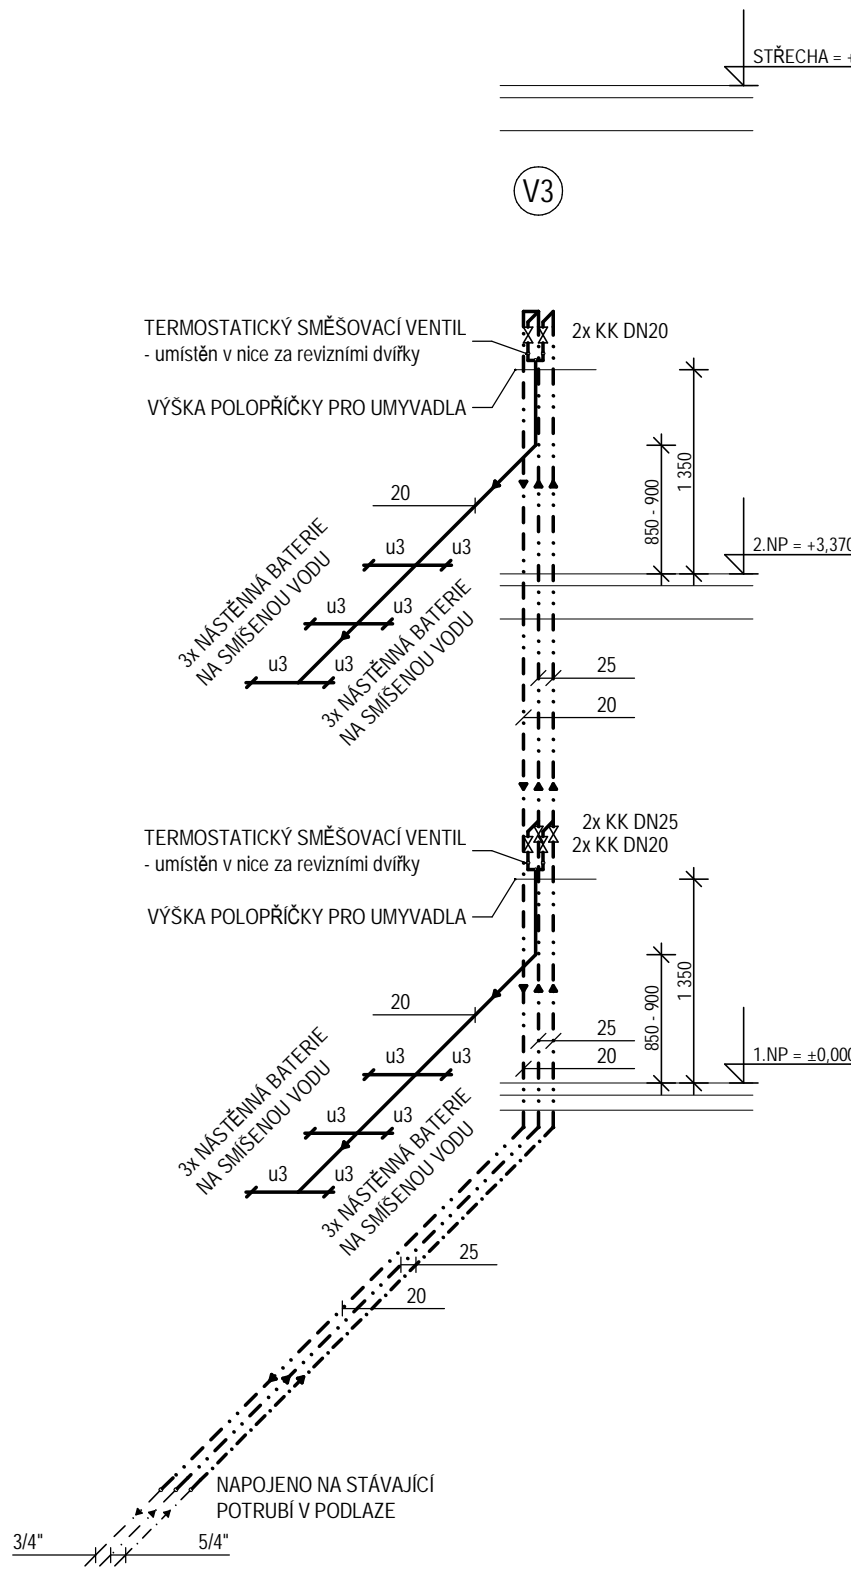 STŘECHA = +
V3
TERMOSTATICKÝ SMĚŠOVACÍ VENTIL
- umístěn v nice za revizními dvířky
2x KK DN20
VÝŠKA POLOPŘÍČKY PRO UMYVADLA
1 350
850 - 900
20
2.NP = +3,370
u3
u3
3x NÁSTĚNNÁ BATERIE
NA SMÍŠENOU VODU
u3
u3
3x NÁSTĚNNÁ BATERIE
NA SMÍŠENOU VODU
u3
u3
25
20
2x KK DN25
2x KK DN20
TERMOSTATICKÝ SMĚŠOVACÍ VENTIL
- umístěn v nice za revizními dvířky
VÝŠKA POLOPŘÍČKY PRO UMYVADLA
1 350
850 - 900
20
25
20
1.NP = ±0,000
u3
u3
3x NÁSTĚNNÁ BATERIE
NA SMÍŠENOU VODU
u3
u3
3x NÁSTĚNNÁ BATERIE
NA SMÍŠENOU VODU
u3
u3
25
20
NAPOJENO NA STÁVAJÍCÍ
POTRUBÍ V PODLAZE
3/4"
5/4"